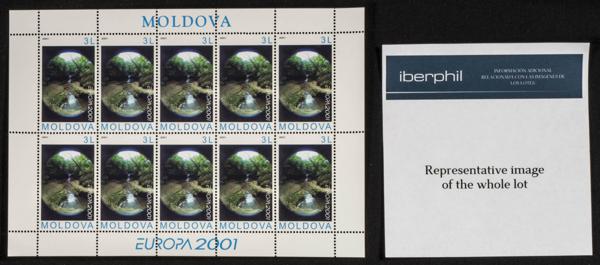 MOLDOVA
3L 3L 3L 3L 3L
MOLDOVA MOLDOVA MOLDOVA MOLDOVA MOLDOVA
3L 3L 3L 3L 3L
MOLDOVA MOLDOVA MOLDOVA MOLDOVA MOLDOVA
EUROPA 2001
iberphil
INFORMACIÓN ADICIONAL
RELACIONADA CON LAS IMÁGENES DE
LOS LOTES:
Representative image
of the whole lot